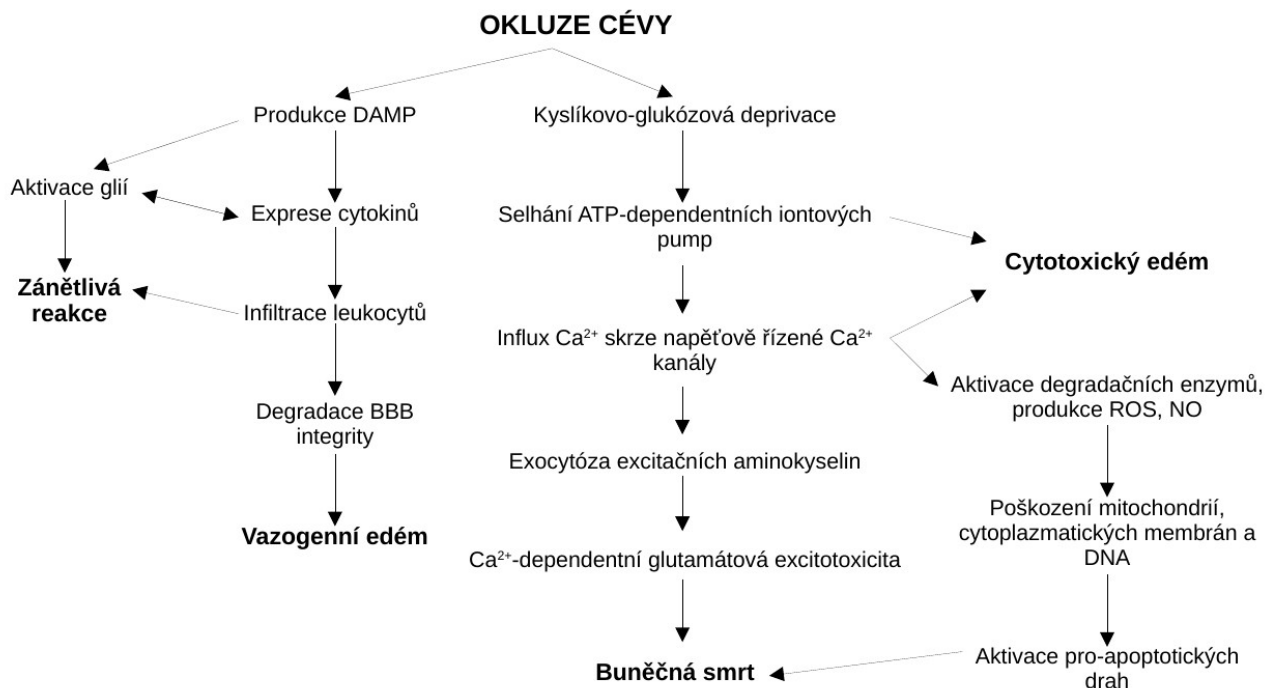 OKLUZE CÉVY
Produkce DAMP
Kyslíkovo-glukózová deprivace
Aktivace glií
Exprese cytokinů
Selhání ATP-dependentních iontových
pump
Cytotoxický edém
Zánětlivá
reakce
Infiltrace leukocytů
Influx Ca²⁺ skrze napěťově řízené Ca²⁺
kanály
Aktivace degradačních enzymů,
produkce ROS, NO
Degradace BBB
integrity
Exocytóza excitačních aminokyselin
Poškození mitochondrií,
cytoplazmatických membrán a
DNA
Vazogenní edém
Ca²⁺-dependentní glutamátová excitotoxicita
Buněčná smrt
Aktivace pro-apoptotických
drah